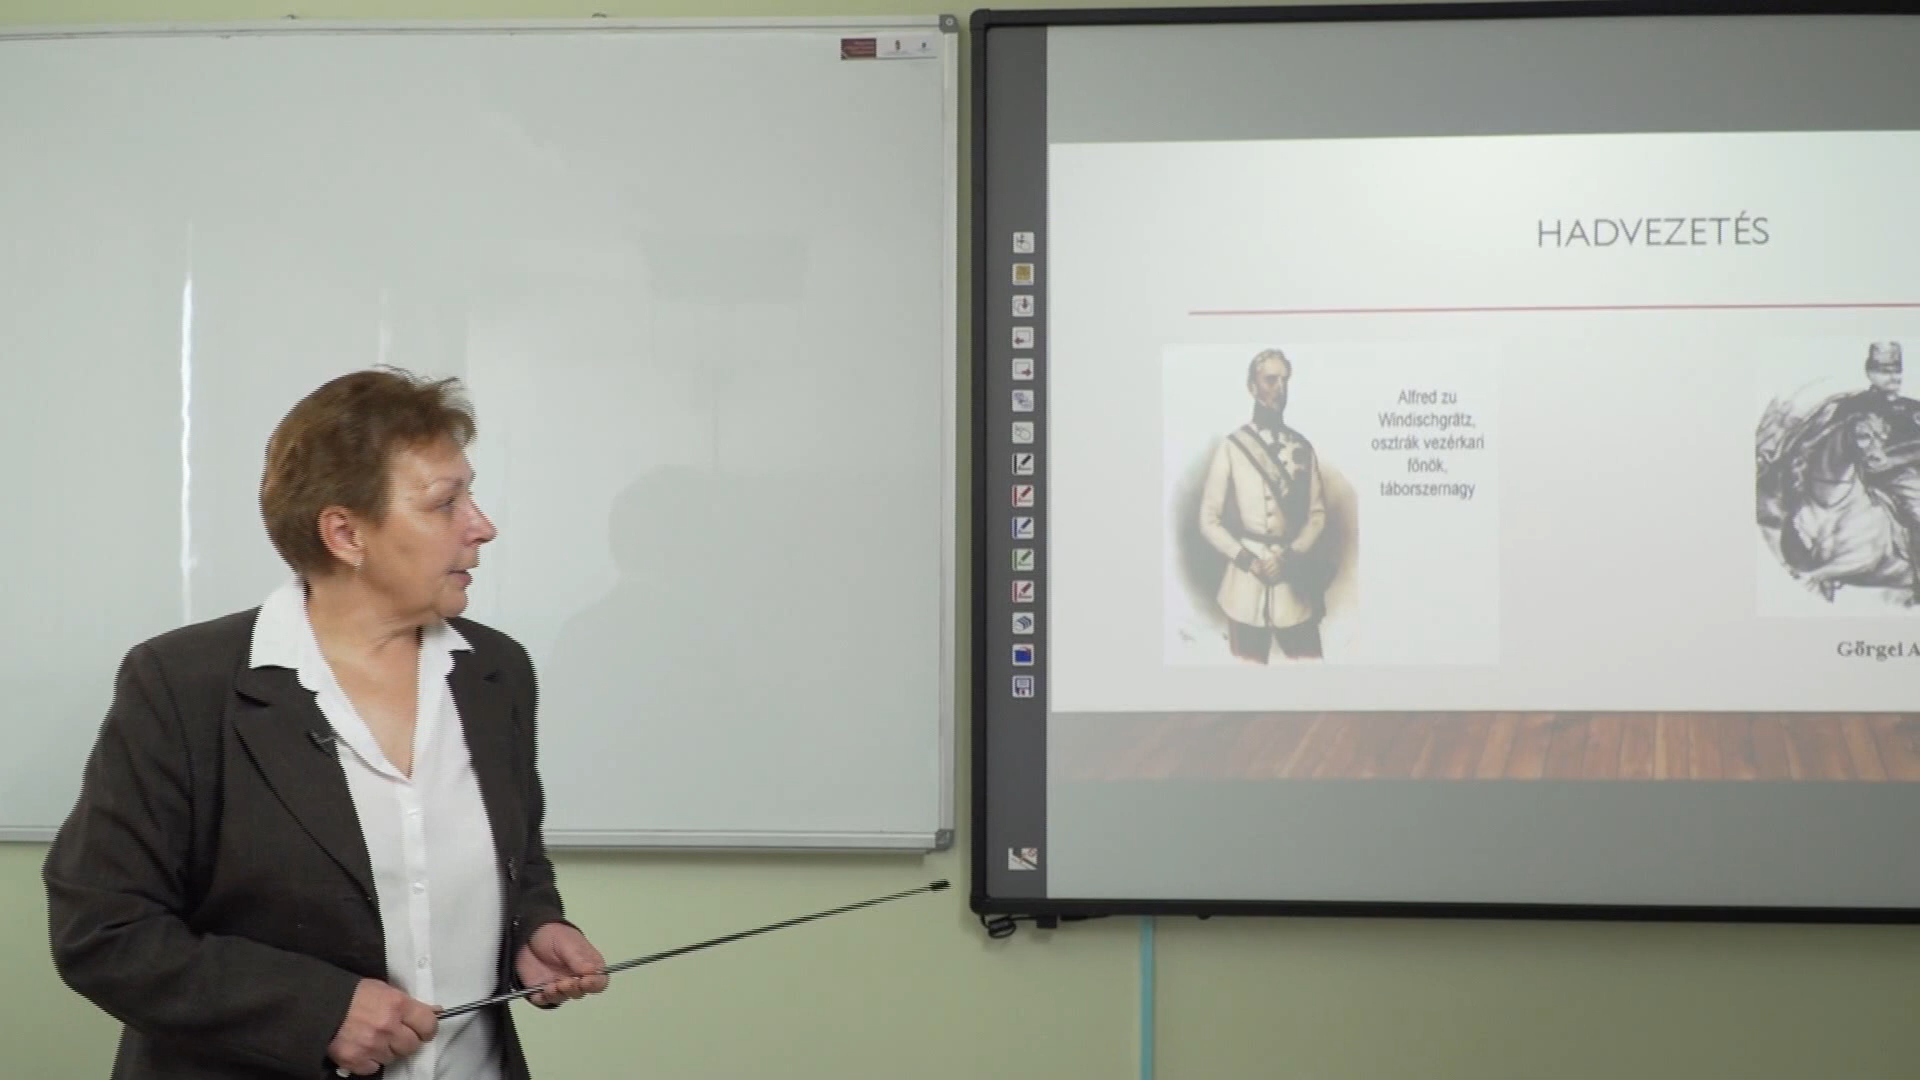 HADVEZETÉS
Alfred zu
Windischgrätz,
osztrák vezérkari
főnök,
táborszernagy
Görgei A